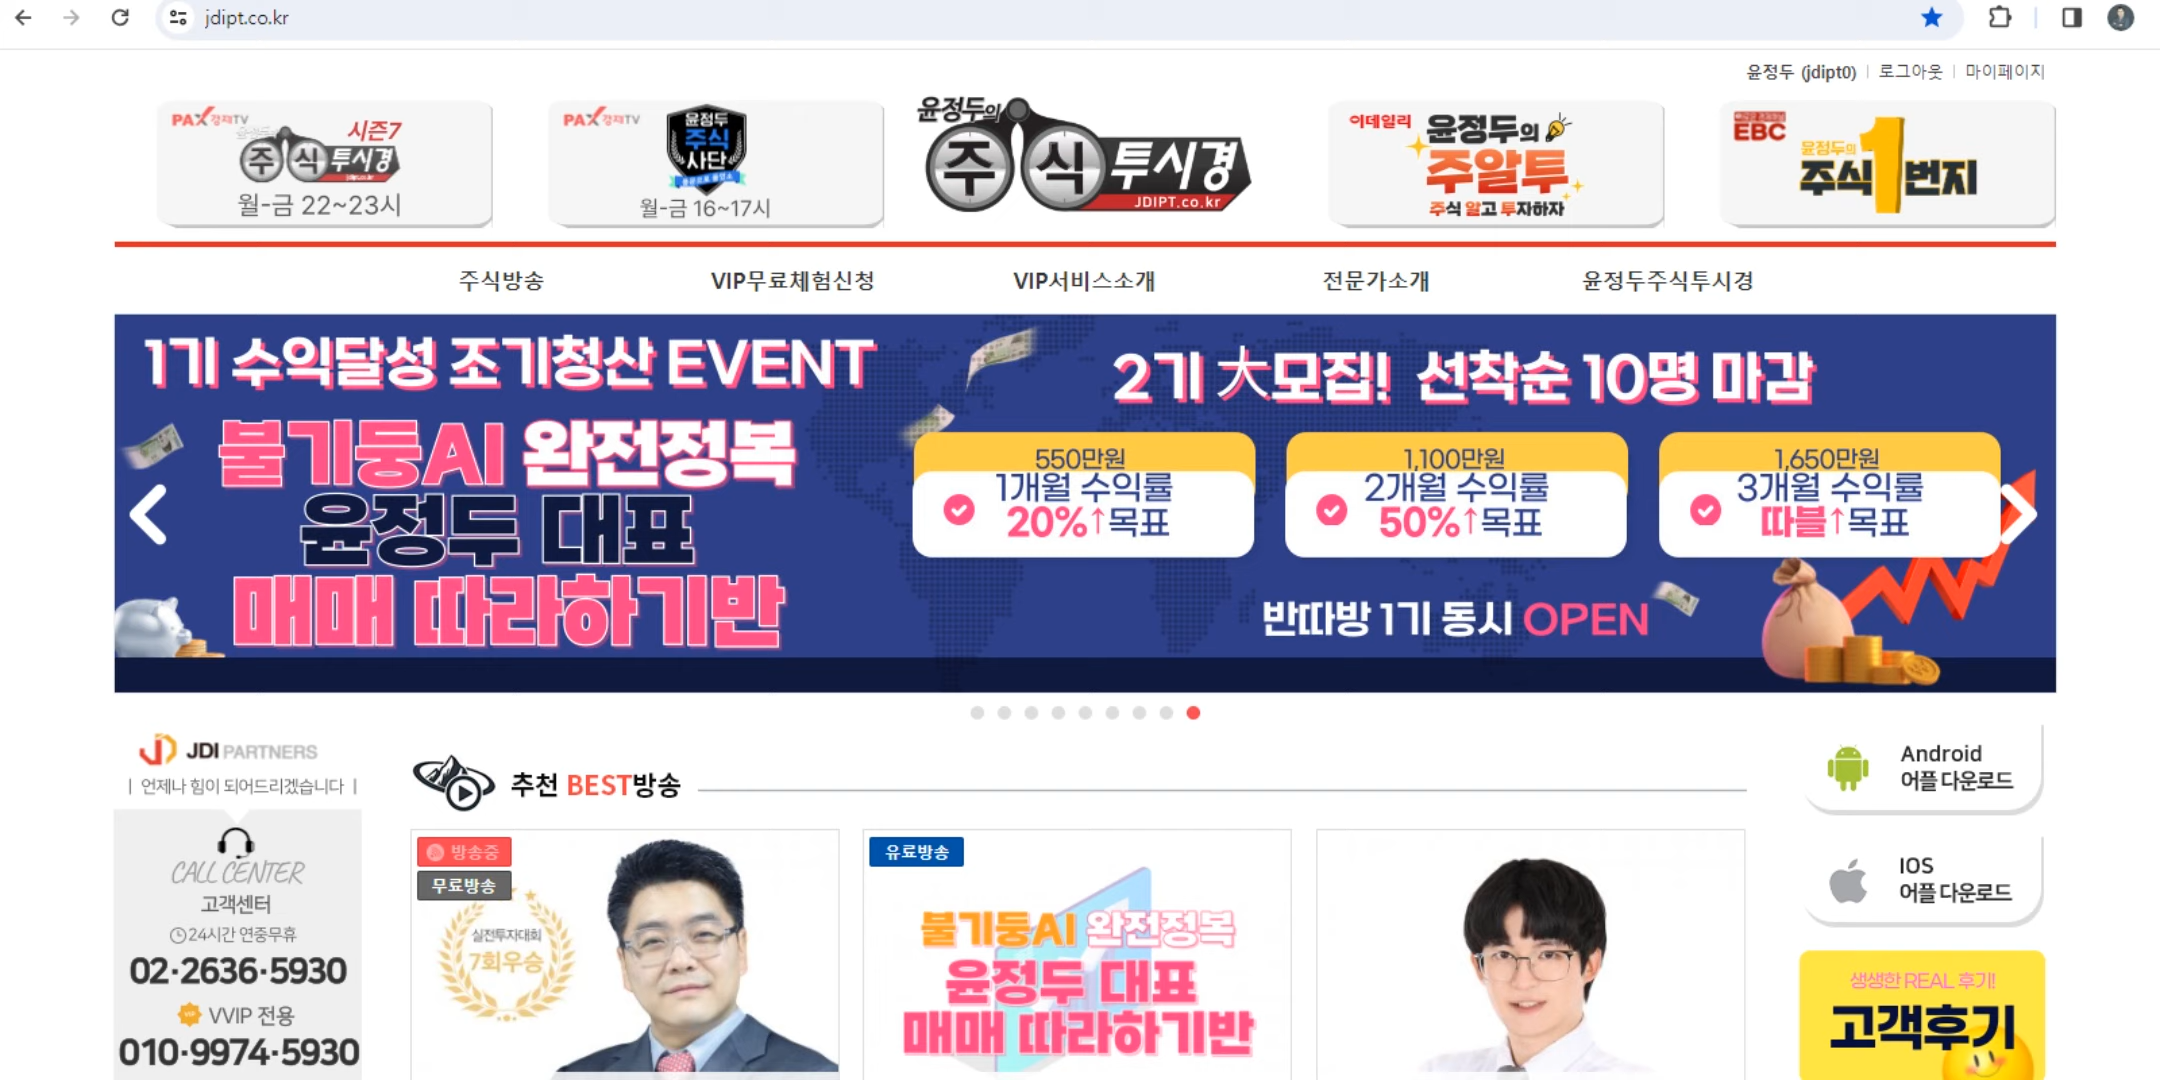 jdipt.co.kr
윤정두 (jdipt0) | 로그아웃 | 마이페이지
PAX경제TV
시즌7
윤정두의
주식투시경
월-금 22~23시
PAX경제TV
윤정두
주식
사단
월-금 16~17시
윤정두의
주식투시경
JDIPT.co.kr
이데일리
윤정두의
주알투
주식 알고 투자하자
EBC
윤정두의
주식1번지
주식방송
VIP무료체험신청
VIP서비스소개
전문가소개
윤정두주식투시경
1기 수익달성 조기청산 EVENT
불기둥AI 완전정복
윤정두 대표
매매 따라하기반
2기 大모집! 선착순 10명 마감
550만원
1개월 수익률
20%↑목표
1,100만원
2개월 수익률
50%↑목표
1,650만원
3개월 수익률
따블↑목표
반따방 1기 동시 OPEN
JDI PARTNERS
| 언제나 힘이 되어드리겠습니다 |
CALL CENTER
고객센터
24시간 연중무휴
02·2636·5930
VVIP 전용
010·9974·5930
추천 BEST방송
방송중
무료방송
실전투자대회
7회우승
유료방송
불기둥AI 완전정복
윤정두 대표
매매 따라하기반
Android
어플 다운로드
IOS
어플 다운로드
생생한 REAL 후기!
고객후기